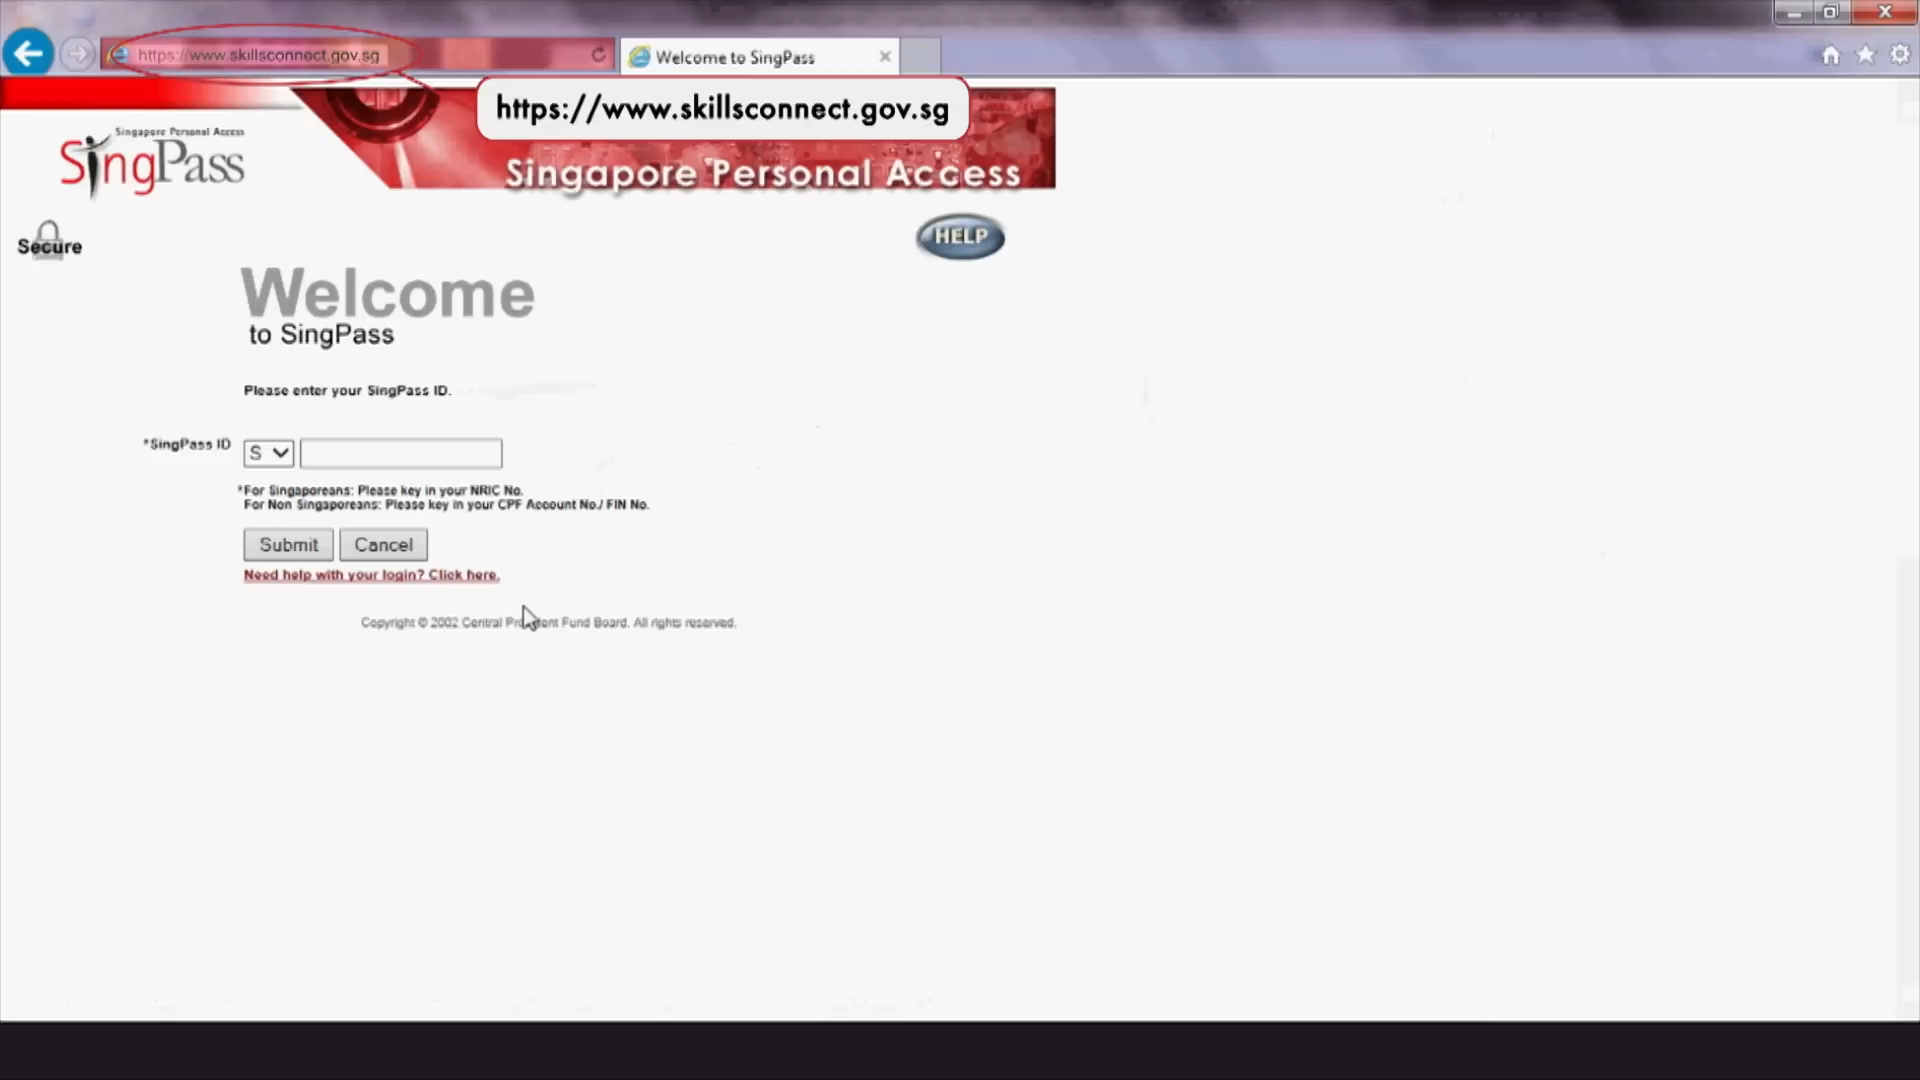 https://www.skillsconnect.gov.sg
Welcome to SingPass
https://www.skillsconnect.gov.sg
Singapore Personal Access
SingPass
Singapore Personal Access
Secure
HELP
Welcome
to SingPass
Please enter your SingPass ID.
*SingPass ID
S
*For Singaporeans: Please key in your NRIC No.
For Non Singaporeans: Please key in your CPF Account No./ FIN No.
Submit Cancel
Need help with your login? Click here.
Copyright © 2002 Central Provident Fund Board. All rights reserved.